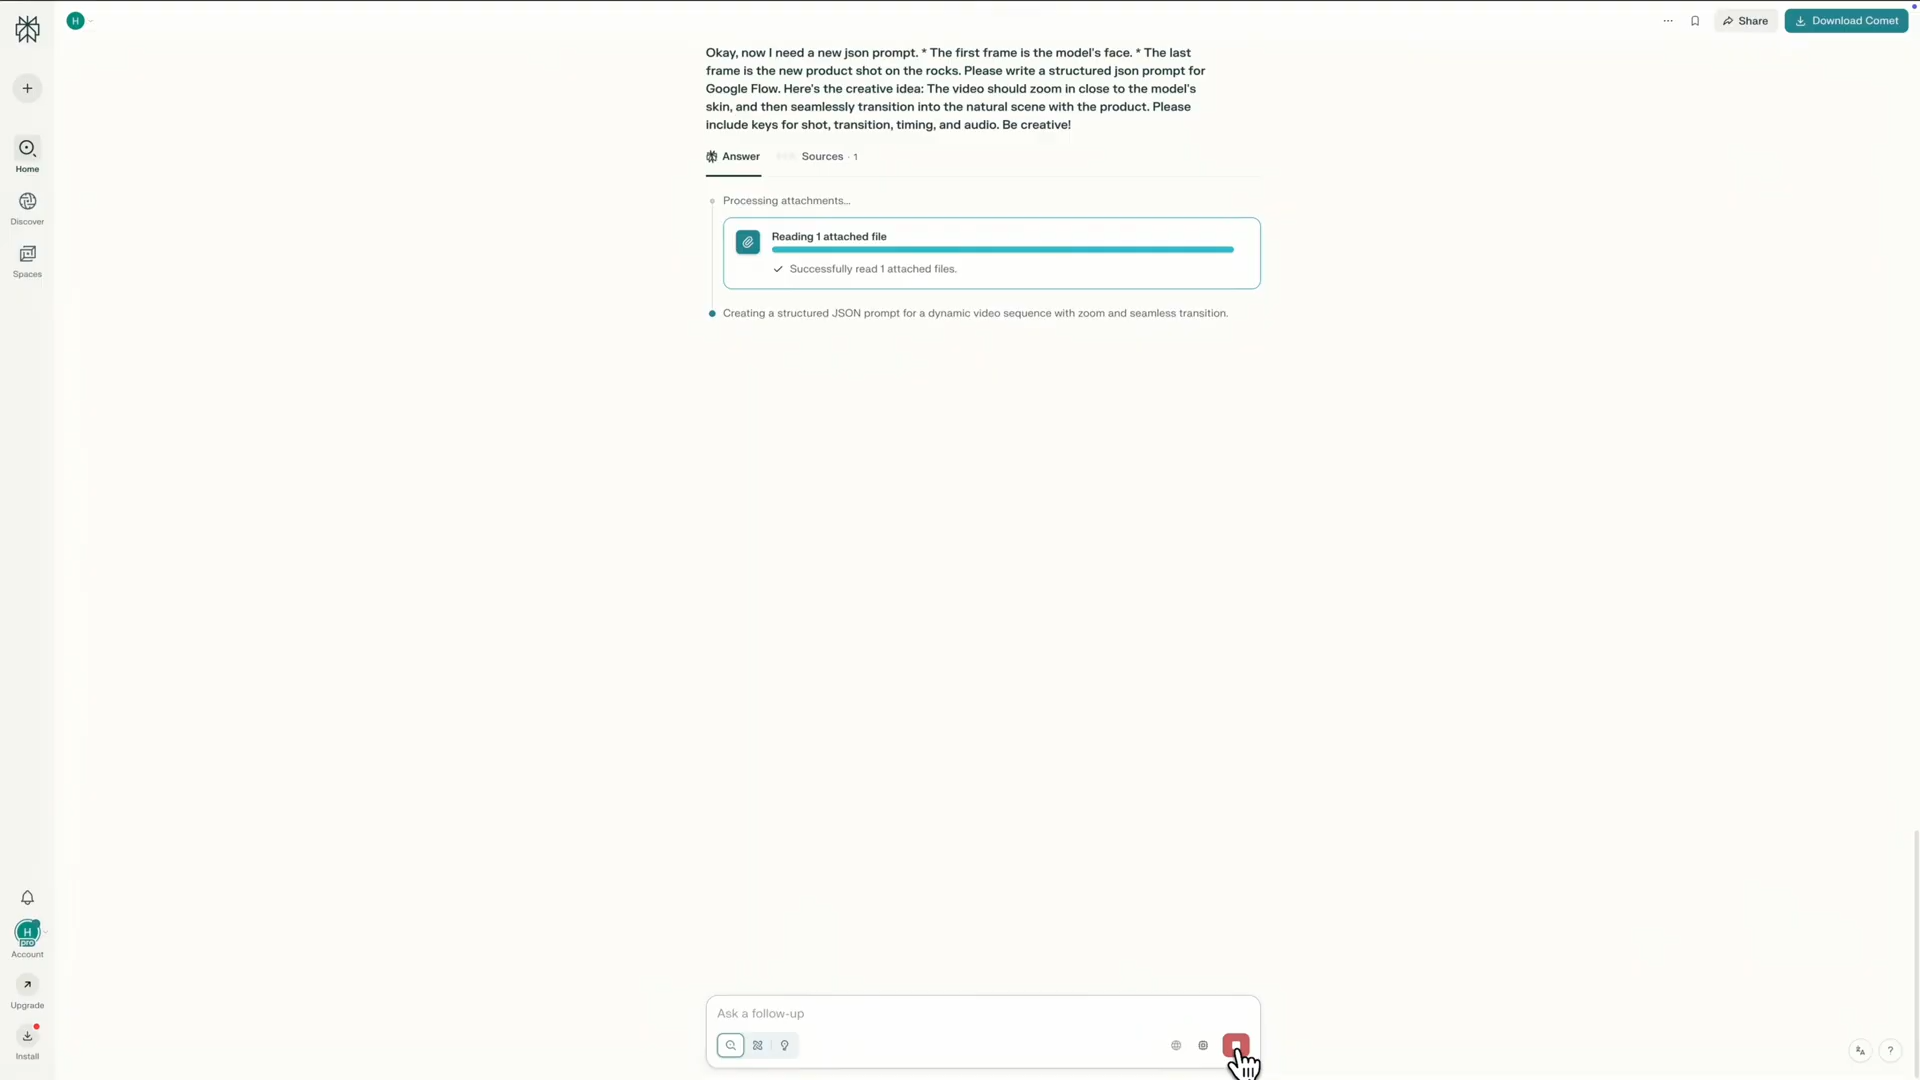 H
Share
Download Comet
Okay, now I need a new json prompt. * The first frame is the model's face. * The last
frame is the new product shot on the rocks. Please write a structured json prompt for
Google Flow. Here's the creative idea: The video should zoom in close to the model's
skin, and then seamlessly transition into the natural scene with the product. Please
include keys for shot, transition, timing, and audio. Be creative!
Answer
Sources · 1
Processing attachments...
Reading 1 attached file
Successfully read 1 attached files.
Creating a structured JSON prompt for a dynamic video sequence with zoom and seamless transition.
Home
Discover
Spaces
H
pro
Account
Upgrade
Install
Ask a follow-up
?